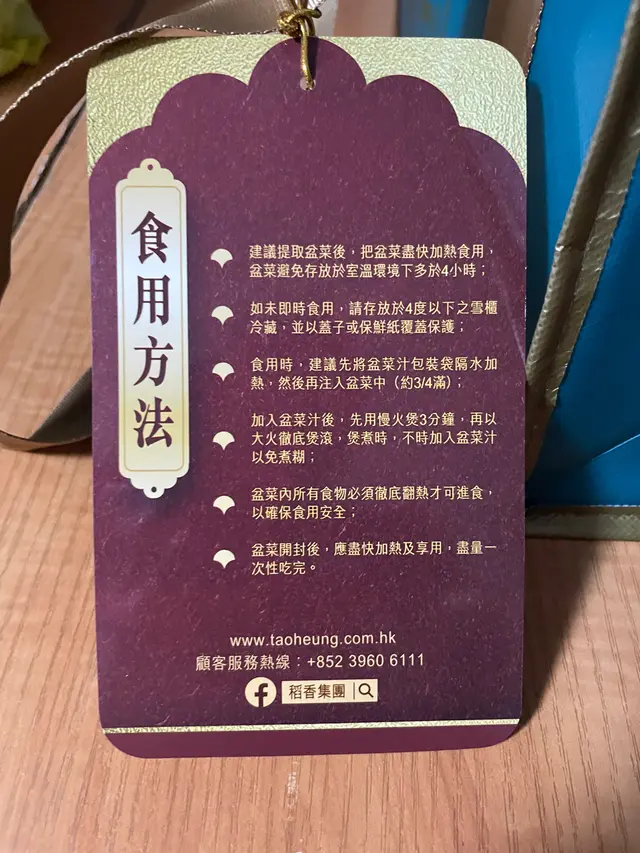 食用方法
建議提取盆菜後，把盆菜盡快加熱食用，
盆菜避免存放於室溫環境下多於4小時；
如未即時食用，請存放於4度以下之雪櫃
冷藏，並以蓋子或保鮮紙覆蓋保護；
食用時，建議先將盆菜汁包裝袋隔水加
熱，然後再注入盆菜中（約3/4滿）；
加入盆菜汁後，先用慢火煲3分鐘，再以
大火徹底煲滾，煲煮時，不時加入盆菜汁
以免煮糊；
盆菜內所有食物必須徹底翻熱才可進食，
以確保食用安全；
盆菜開封後，應盡快加熱及享用，盡量一
次性吃完。
www.taoheung.com.hk
顧客服務熱線：+852 3960 6111
稻香集團